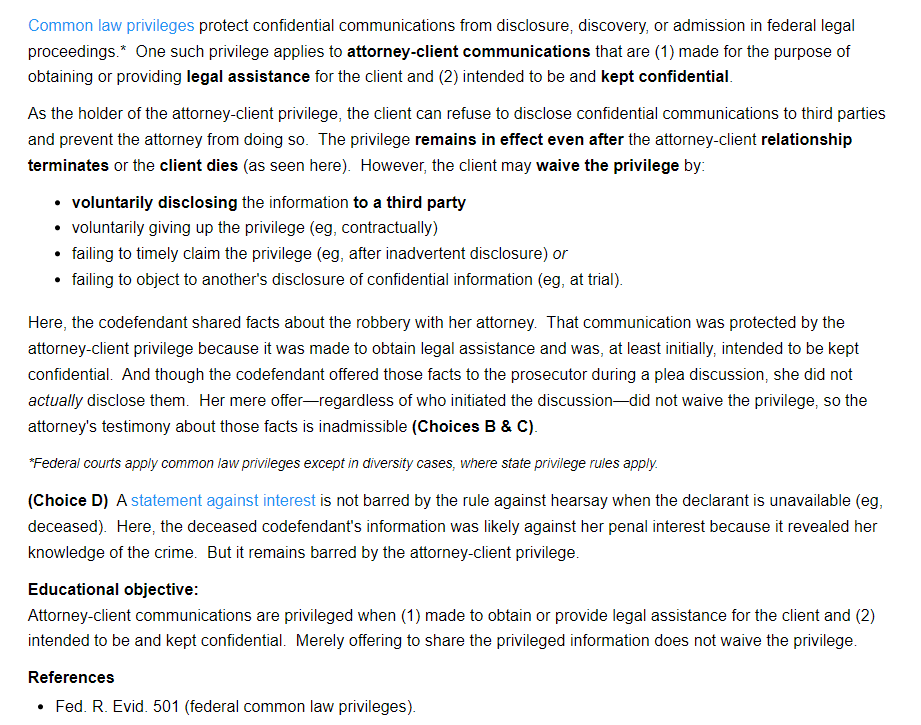 Common law privileges protect confidential communications from disclosure, discovery, or admission in federal legal
proceedings.* One such privilege applies to attorney-client communications that are (1) made for the purpose of
obtaining or providing legal assistance for the client and (2) intended to be and kept confidential.
As the holder of the attorney-client privilege, the client can refuse to disclose confidential communications to third parties
and prevent the attorney from doing so. The privilege remains in effect even after the attorney-client relationship
terminates or the client dies (as seen here). However, the client may waive the privilege by:
• voluntarily disclosing the information to a third party
• voluntarily giving up the privilege (eg, contractually)
• failing to timely claim the privilege (eg, after inadvertent disclosure) or
• failing to object to another's disclosure of confidential information (eg, at trial).
Here, the codefendant shared facts about the robbery with her attorney. That communication was protected by the
attorney-client privilege because it was made to obtain legal assistance and was, at least initially, intended to be kept
confidential. And though the codefendant offered those facts to the prosecutor during a plea discussion, she did not
actually disclose them. Her mere offer—regardless of who initiated the discussion—did not waive the privilege, so the
attorney's testimony about those facts is inadmissible (Choices B & C).
*Federal courts apply common law privileges except in diversity cases, where state privilege rules apply.
(Choice D) A statement against interest is not barred by the rule against hearsay when the declarant is unavailable (eg,
deceased). Here, the deceased codefendant's information was likely against her penal interest because it revealed her
knowledge of the crime. But it remains barred by the attorney-client privilege.
Educational objective:
Attorney-client communications are privileged when (1) made to obtain or provide legal assistance for the client and (2)
intended to be and kept confidential. Merely offering to share the privileged information does not waive the privilege.
References
• Fed. R. Evid. 501 (federal common law privileges).